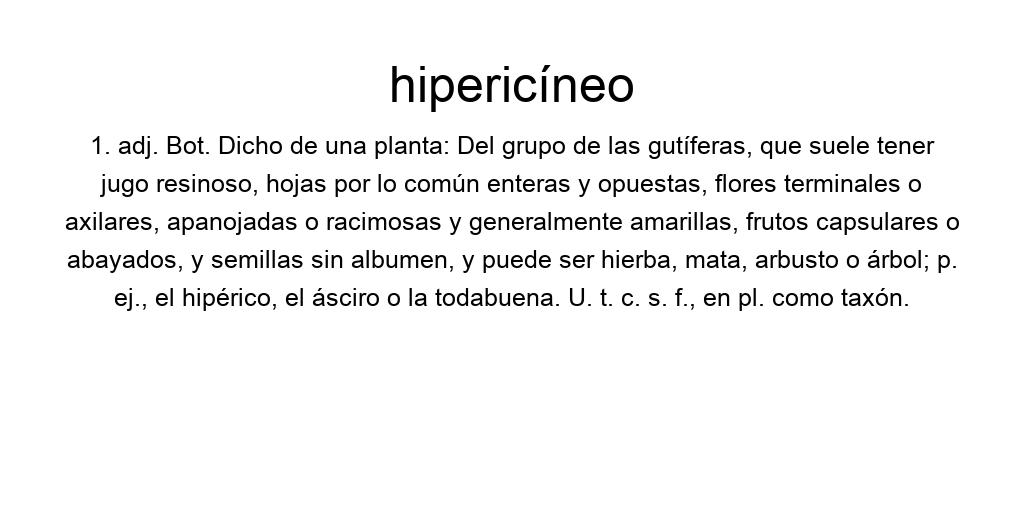 hipericíneo
1. adj. Bot. Dicho de una planta: Del grupo de las gutíferas, que suele tener
jugo resinoso, hojas por lo común enteras y opuestas, flores terminales o
axilares, apanojadas o racimosas y generalmente amarillas, frutos capsulares o
abayados, y semillas sin albumen, y puede ser hierba, mata, arbusto o árbol; p.
ej., el hipérico, el ásciro o la todabuena. U. t. c. s. f., en pl. como taxón.